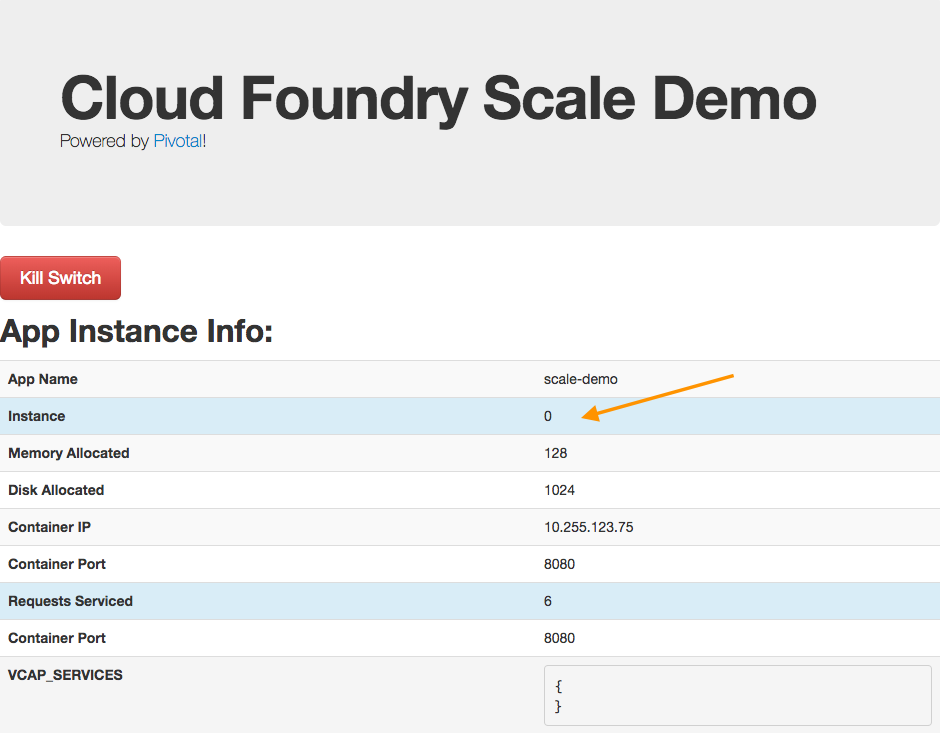 Cloud Foundry Scale Demo
Powered by Pivotal!
Kill Switch
App Instance Info:
App Name scale-demo
Instance 0
Memory Allocated 128
Disk Allocated 1024
Container IP 10.255.123.75
Container Port 8080
Requests Serviced 6
Container Port 8080
VCAP_SERVICES {
}